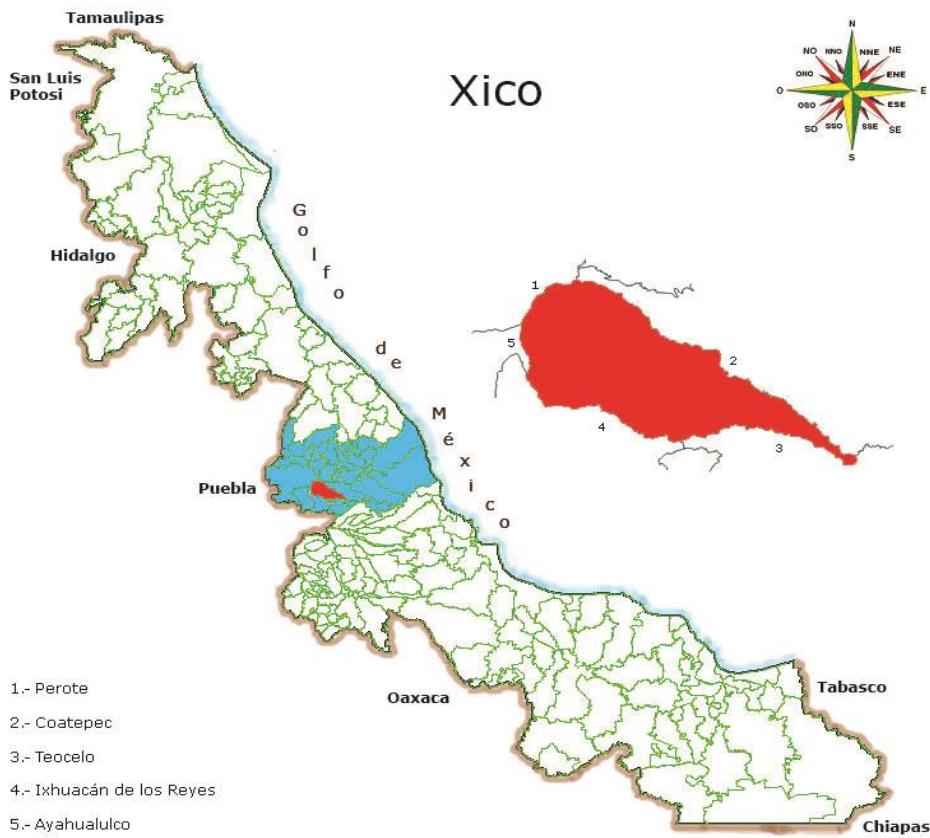 Tamaulipas
San Luis
Potosi
Xico
N
NNO
NNE
NO
NE
ONO
ENE
O
E
OSO
ESE
SO
SSO
SSE
SE
S
Golfo de México
Hidalgo
1
5
2
4
3
Puebla
Oaxaca
Tabasco
Chiapas
1.- Perote
2.- Coatepec
3.- Teocelo
4.- Ixhuacán de los Reyes
5.- Ayahualulco